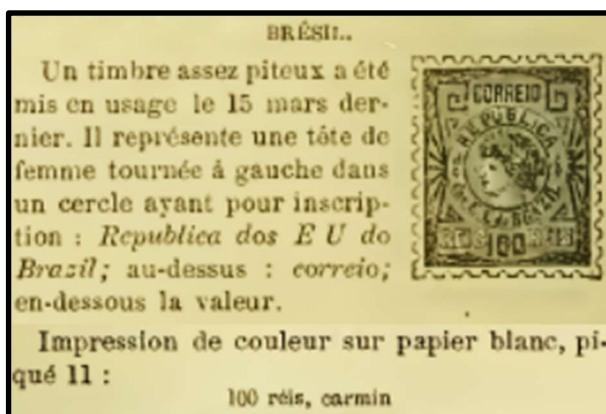 BRÉSIL.
Un timbre assez piteux a été
mis en usage le 15 mars der-
nier. Il représente une tête de
femme tournée à gauche dans
un cercle ayant pour inscrip-
tion : Republica dos E U do
Brazil; au-dessus : correio;
en-dessous la valeur.
CORREIO
REPUBLICA
100
Impression de couleur sur papier blanc, pi-
qué 11 :
100 réis, carmin